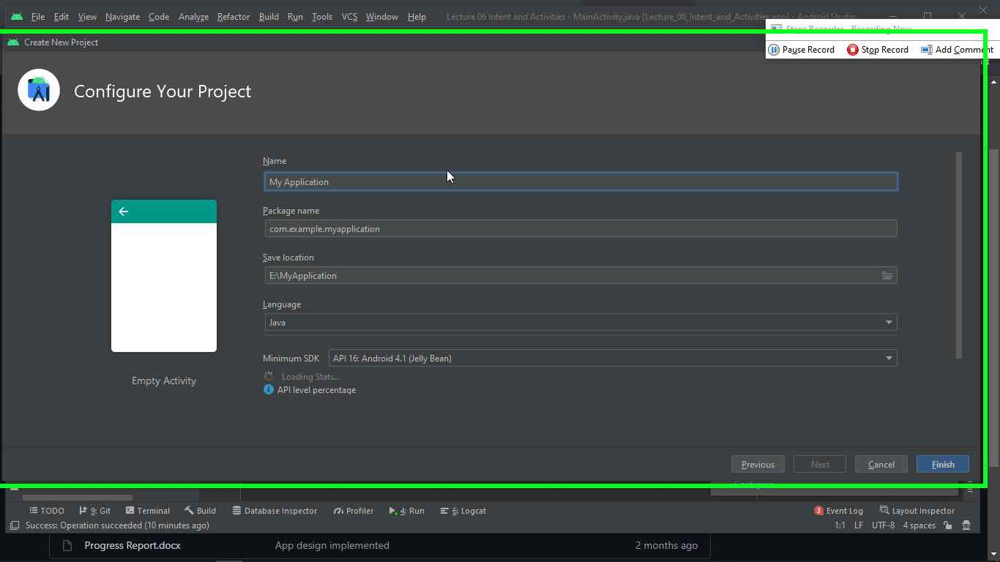 File Edit View Navigate Code Analyze Refactor Build Run Tools VCS Window Help Lecture 06 Intent and Activities - MainActivity.java [Lecture_06_Intent_and_Activities.app] - Android Studio
Steps Recorder - Recording Now
Create New Project
Pause Record Stop Record Add Comment
Configure Your Project
Name
My Application
Package name
com.example.myapplication
Save location
E:\MyApplication
Language
Java
Minimum SDK API 16: Android 4.1 (Jelly Bean)
Loading Stats...
API level percentage
Empty Activity
Previous Next Cancel Finish
Configure
TODO 9: Git Terminal Build Database Inspector Profiler 4: Run 6: Logcat 3 Event Log Layout Inspector
Success: Operation succeeded (10 minutes ago) 1:1 LF UTF-8 4 spaces
Progress Report.docx App design implemented 2 months ago